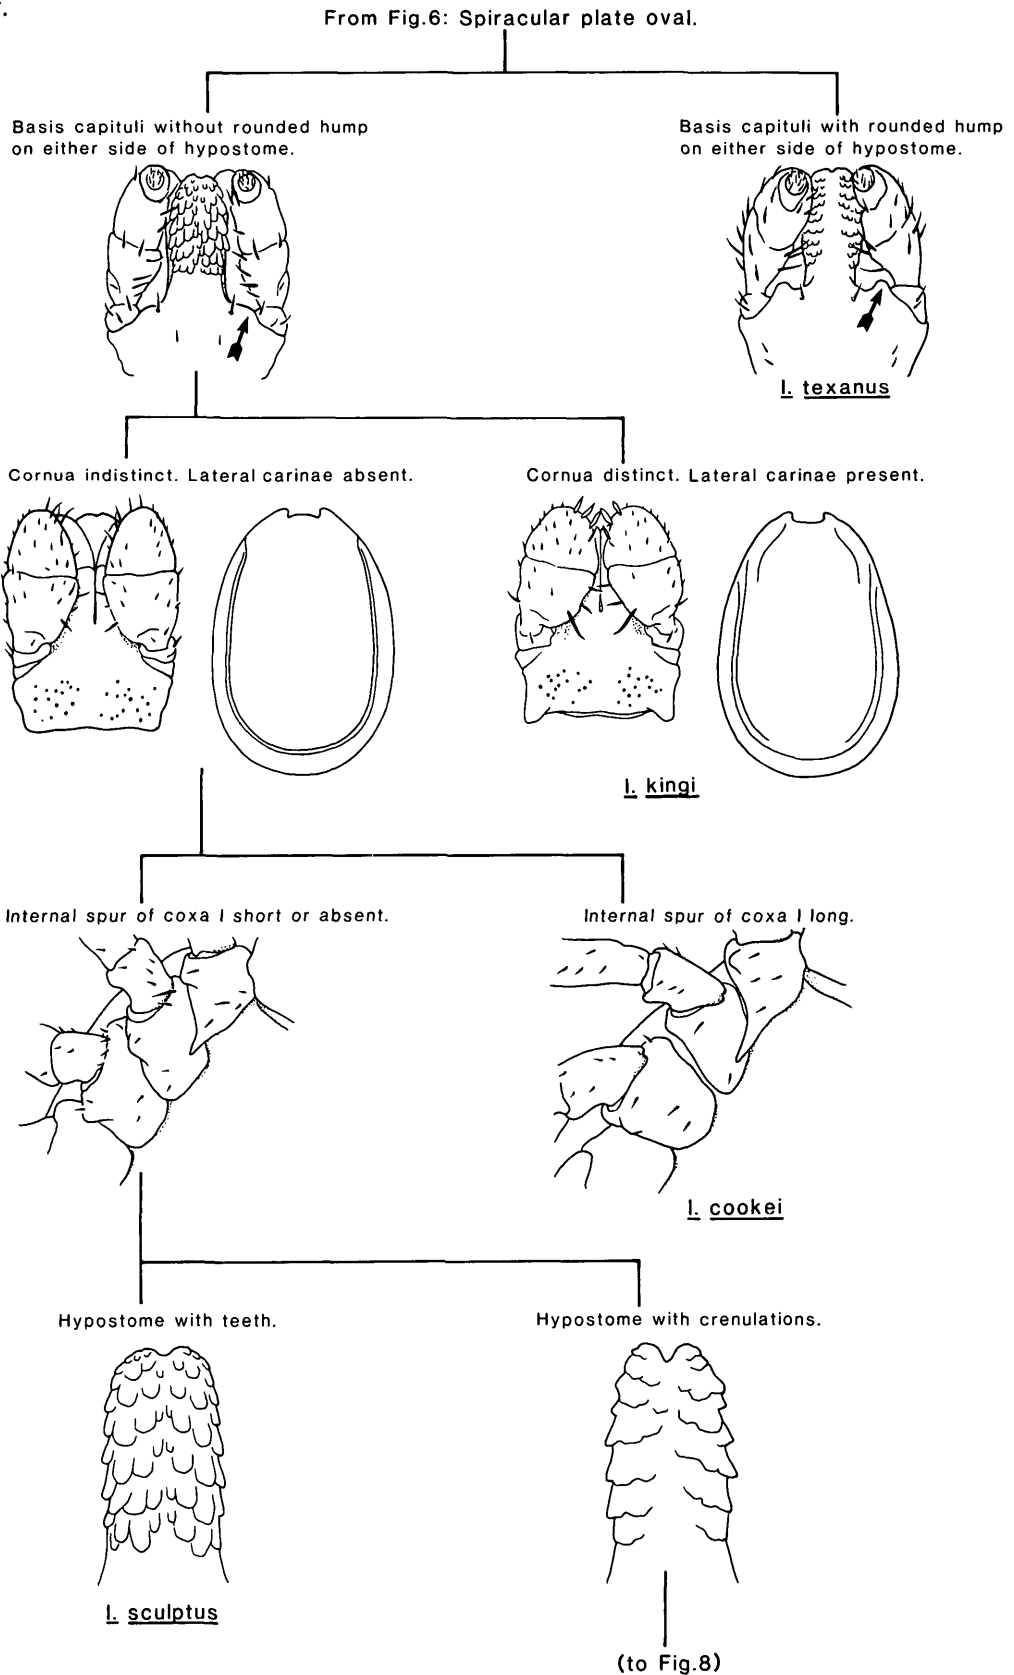 From Fig.6: Spiracular plate oval.
Basis capituli without rounded hump
on either side of hypostome.
Basis capituli with rounded hump
on either side of hypostome.
I. texanus
Cornua indistinct. Lateral carinae absent.
Cornua distinct. Lateral carinae present.
I. kingi
Internal spur of coxa I short or absent.
Internal spur of coxa I long.
I. cookei
Hypostome with teeth.
Hypostome with crenulations.
I. sculptus
(to Fig.8)